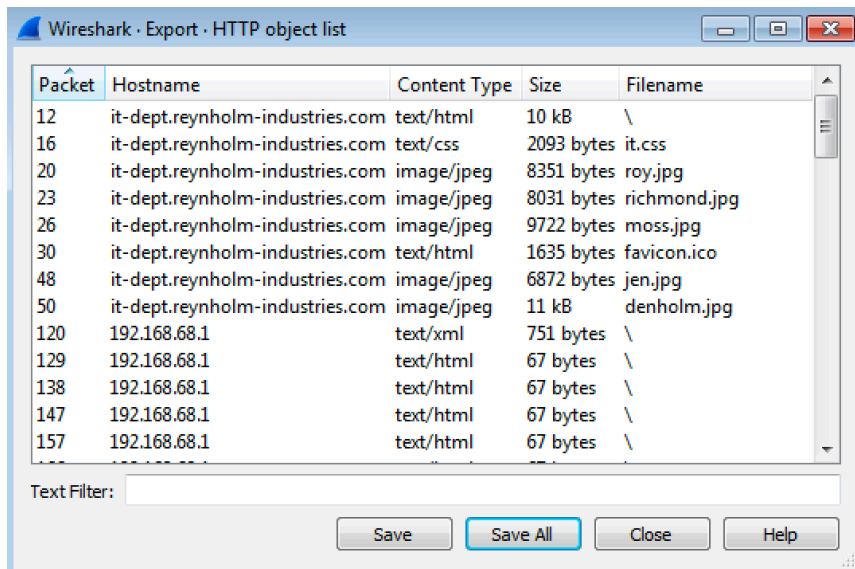 Wireshark · Export · HTTP object list
Packet Hostname Content Type Size Filename
12 it-dept.reynholm-industries.com text/html 10 kB \
16 it-dept.reynholm-industries.com text/css 2093 bytes it.css
20 it-dept.reynholm-industries.com image/jpeg 8351 bytes roy.jpg
23 it-dept.reynholm-industries.com image/jpeg 8031 bytes richmond.jpg
26 it-dept.reynholm-industries.com image/jpeg 9722 bytes moss.jpg
30 it-dept.reynholm-industries.com text/html 1635 bytes favicon.ico
48 it-dept.reynholm-industries.com image/jpeg 6872 bytes jen.jpg
50 it-dept.reynholm-industries.com image/jpeg 11 kB denholm.jpg
120 192.168.68.1 text/xml 751 bytes \
129 192.168.68.1 text/html 67 bytes \
138 192.168.68.1 text/html 67 bytes \
147 192.168.68.1 text/html 67 bytes \
157 192.168.68.1 text/html 67 bytes \
Text Filter:
Save Save All Close Help